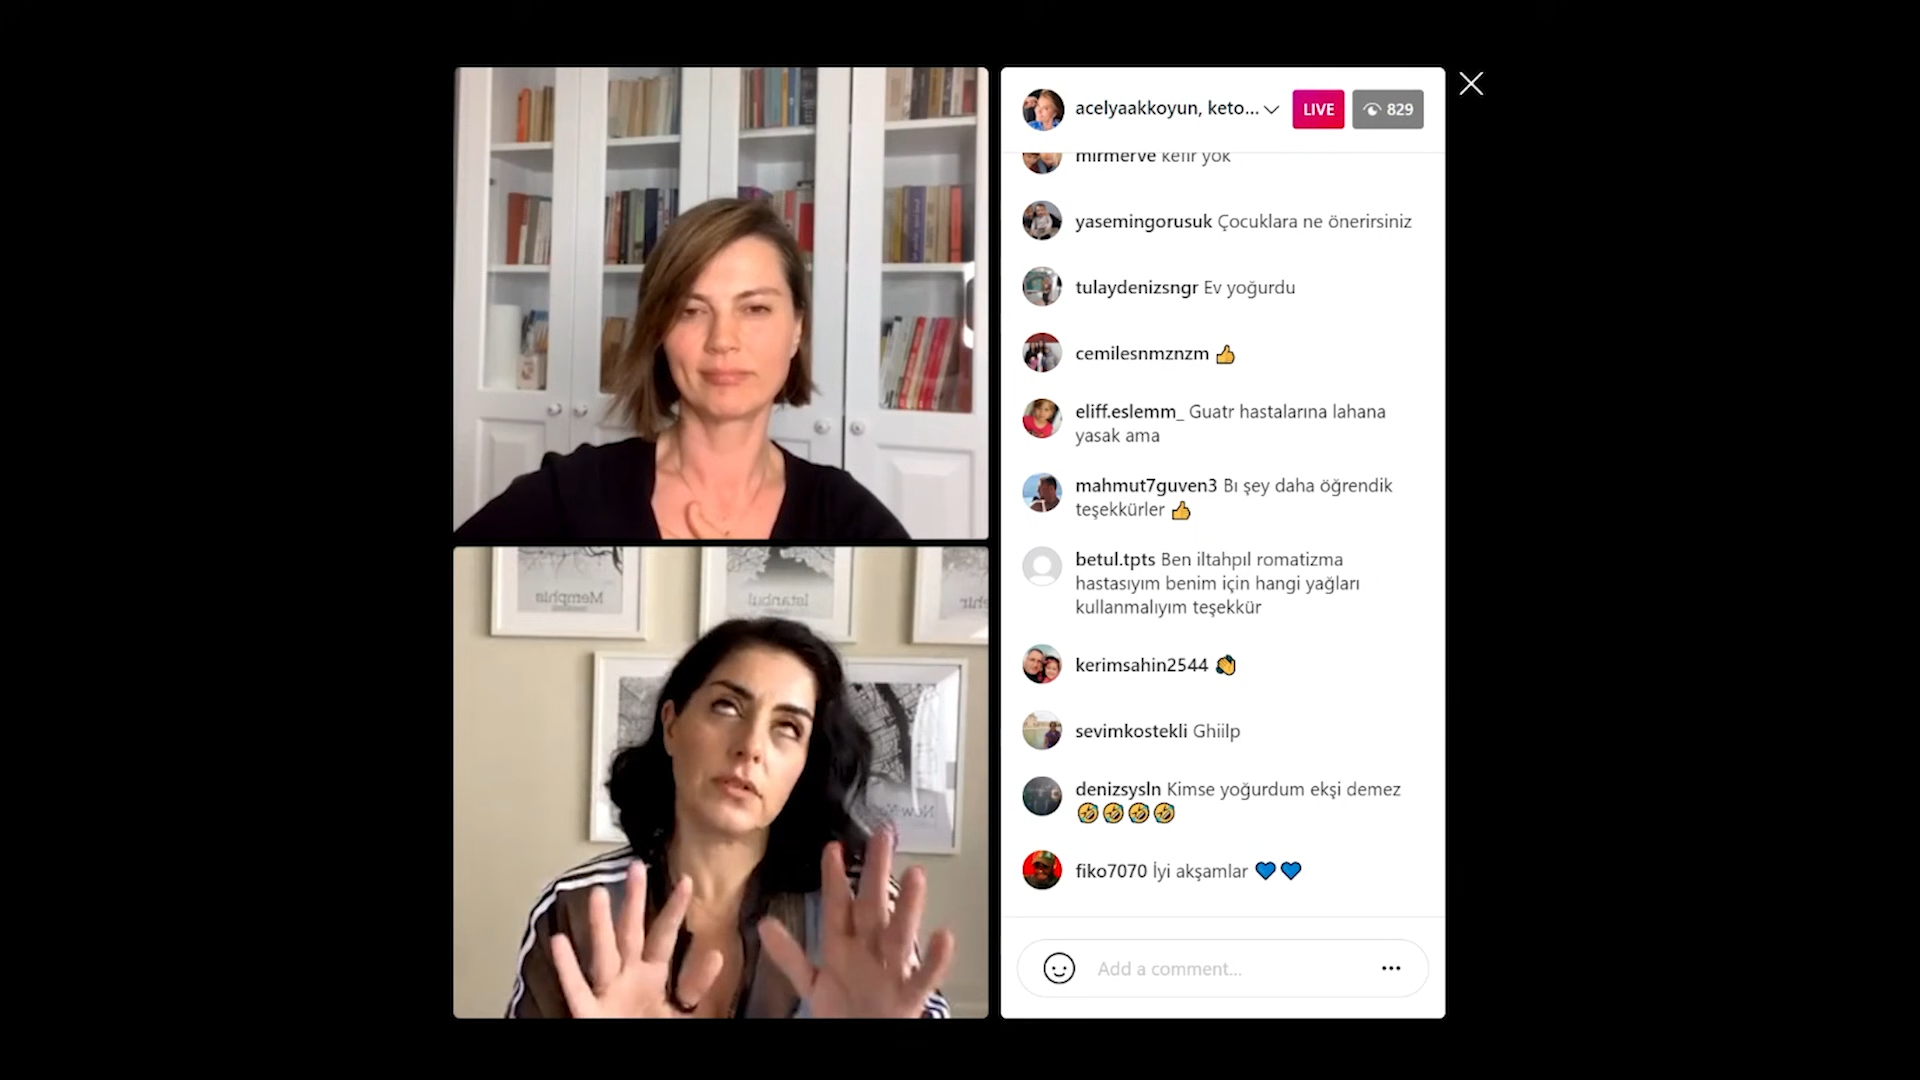 acelyaakkoyun, keto...
LIVE
829
mirmerve kefir yok
yasemingorusuk Çocuklara ne önerirsiniz
tulaydenizsngr Ev yoğurdu
cemilesnmznzm 👍
eliff.eslemm_ Guatr hastalarına lahana
yasak ama
mahmut7guven3 Bı şey daha öğrendik
teşekkürler 👍
betul.tpts Ben iltahpıl romatizma
hastasıyım benim için hangi yağları
kullanmalıyım teşekkür
kerimsahin2544 👏
sevimkostekli Ghiilp
denizsysln Kimse yoğurdum ekşi demez
🤣🤣🤣🤣
fiko7070 İyi akşamlar 💙💙
Add a comment...
Memphis
Istanbul